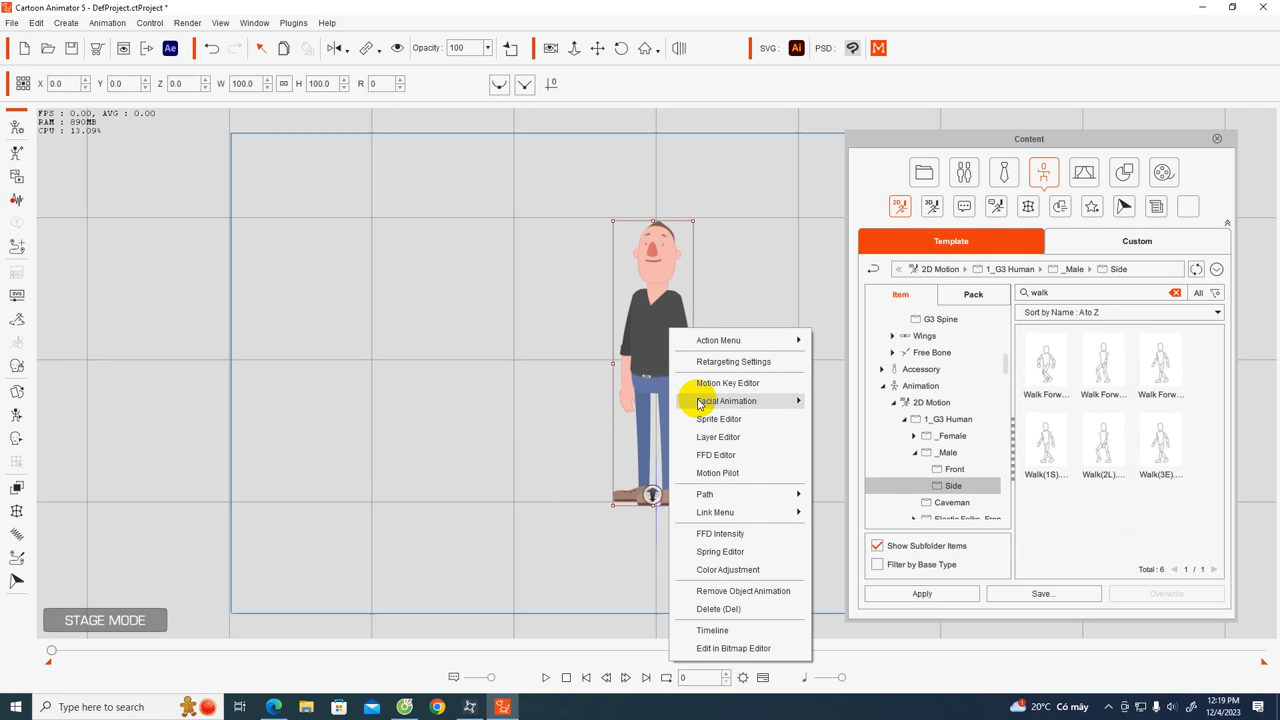 Cartoon Animator 5 - DefProject.ctProject *
File Edit Create Animation Control Render View Window Plugins Help
Opacity : 100
SVG : Ai PSD : M
Ae
X 0.0 Y 0.0 Z 0.0 W 100.0 H 100.0 R 0
FPS : 0.00, AVG : 0.00
RAM : 890MB
CPU : 13.09%
Content
Template Custom
2D Motion 1_G3 Human _Male Side
Item Pack
walk All
Sort by Name : A to Z
G3 Spine
Wings
Free Bone
Accessory
Animation
2D Motion
1_G3 Human
_Female
_Male
Front
Side
Caveman
Elastic Folks_Fron
Walk Forw... Walk Forw... Walk Forw...
Walk(1S).... Walk(2L).... Walk(3E)....
Show Subfolder Items
Filter by Base Type
Total : 6 1 / 1
Apply Save... Overwrite
Action Menu
Retargeting Settings
Motion Key Editor
Facial Animation
Sprite Editor
Layer Editor
FFD Editor
Motion Pilot
Path
Link Menu
FFD Intensity
Spring Editor
Color Adjustment
Remove Object Animation
Delete (Del)
Timeline
Edit in Bitmap Editor
STAGE MODE
0
Type here to search
20°C Có mây
12:19 PM
12/4/2023